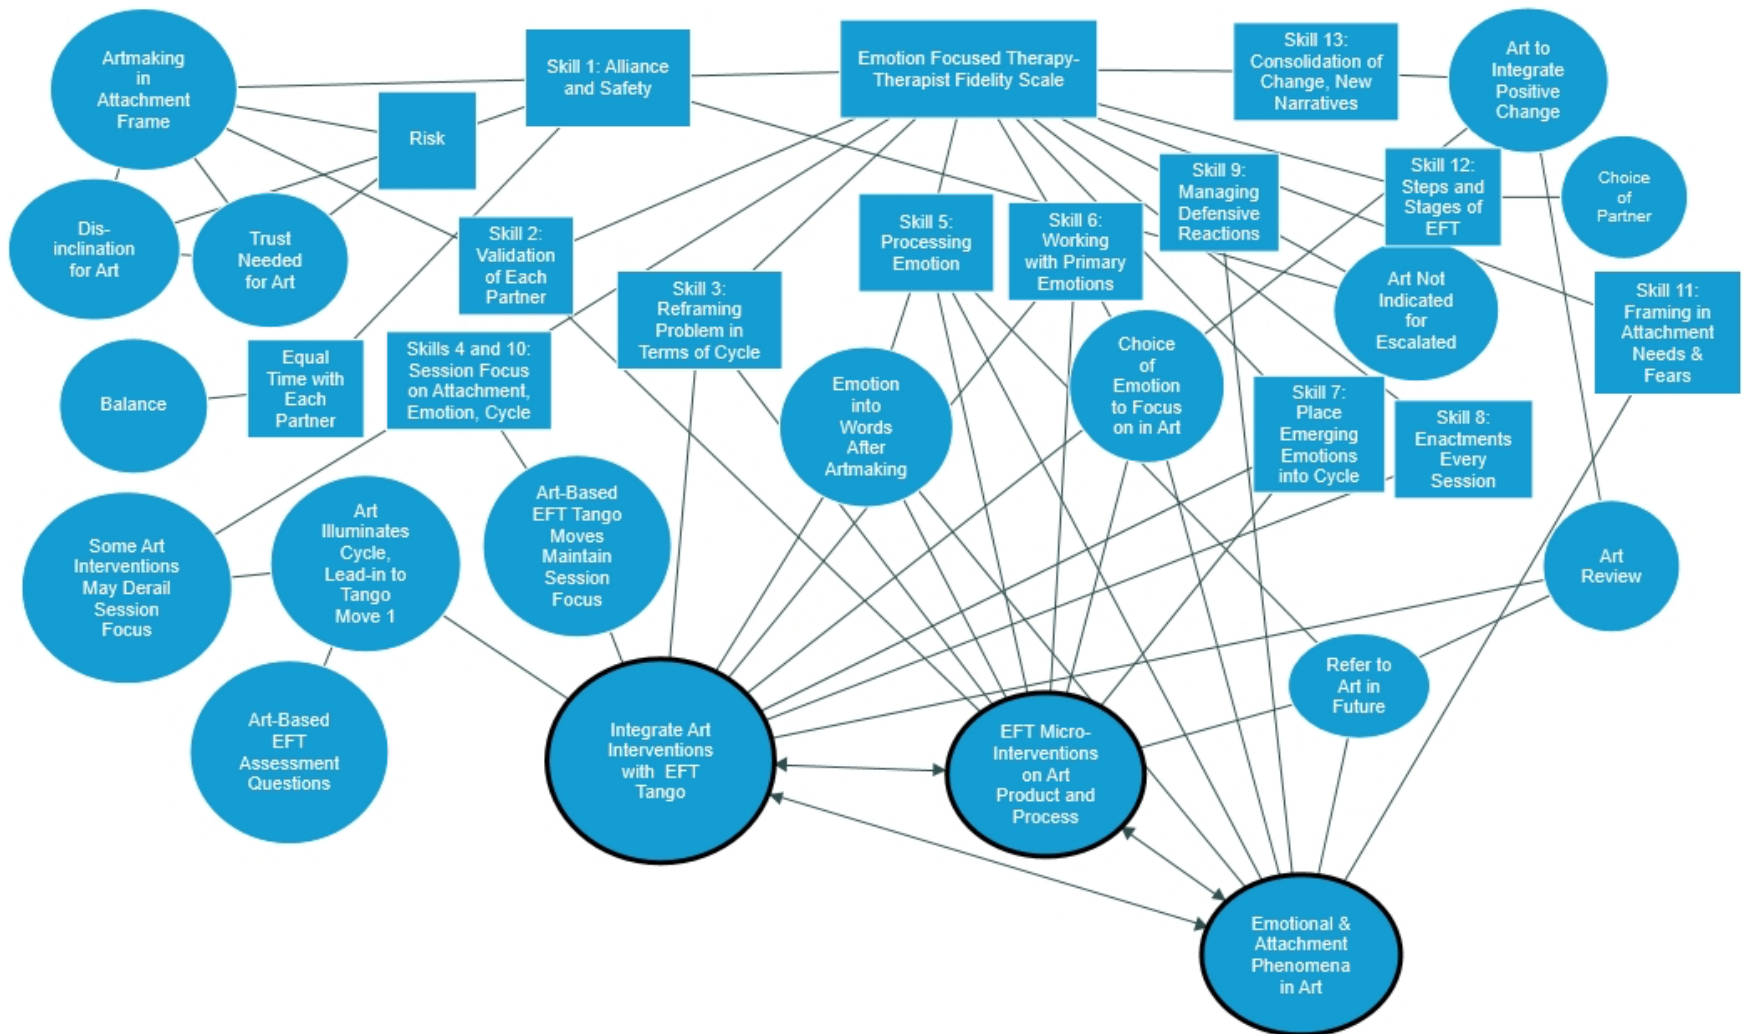 Artmaking
in
Attachment
Frame
Skill 1: Alliance
and Safety
Emotion Focused Therapy-
Therapist Fidelity Scale
Skill 13:
Consolidation of
Change, New
Narratives
Art to
Integrate
Positive
Change
Risk
Dis-
inclination
for Art
Trust
Needed
for Art
Skill 2:
Validation
of Each
Partner
Skill 5:
Processing
Emotion
Skill 6:
Working
with Primary
Emotions
Skill 9:
Managing
Defensive
Reactions
Skill 12:
Steps and
Stages of
EFT
Choice
of
Partner
Skill 3:
Reframing
Problem in
Terms of Cycle
Art Not
Indicated
for
Escalated
Skill 11:
Framing in
Attachment
Needs &
Fears
Balance
Equal
Time with
Each
Partner
Skills 4 and 10:
Session Focus
on Attachment,
Emotion, Cycle
Emotion
into
Words
After
Artmaking
Choice
of
Emotion
to Focus
on in Art
Skill 7:
Place
Emerging
Emotions
into Cycle
Skill 8:
Enactments
Every
Session
Some Art
Interventions
May Derail
Session
Focus
Art
Illuminates
Cycle,
Lead-in to
Tango
Move 1
Art-Based
EFT Tango
Moves
Maintain
Session
Focus
Art
Review
Art-Based
EFT
Assessment
Questions
Integrate Art
Interventions
with EFT
Tango
EFT Micro-
Interventions
on Art
Product and
Process
Refer to
Art in
Future
Emotional &
Attachment
Phenomena
in Art